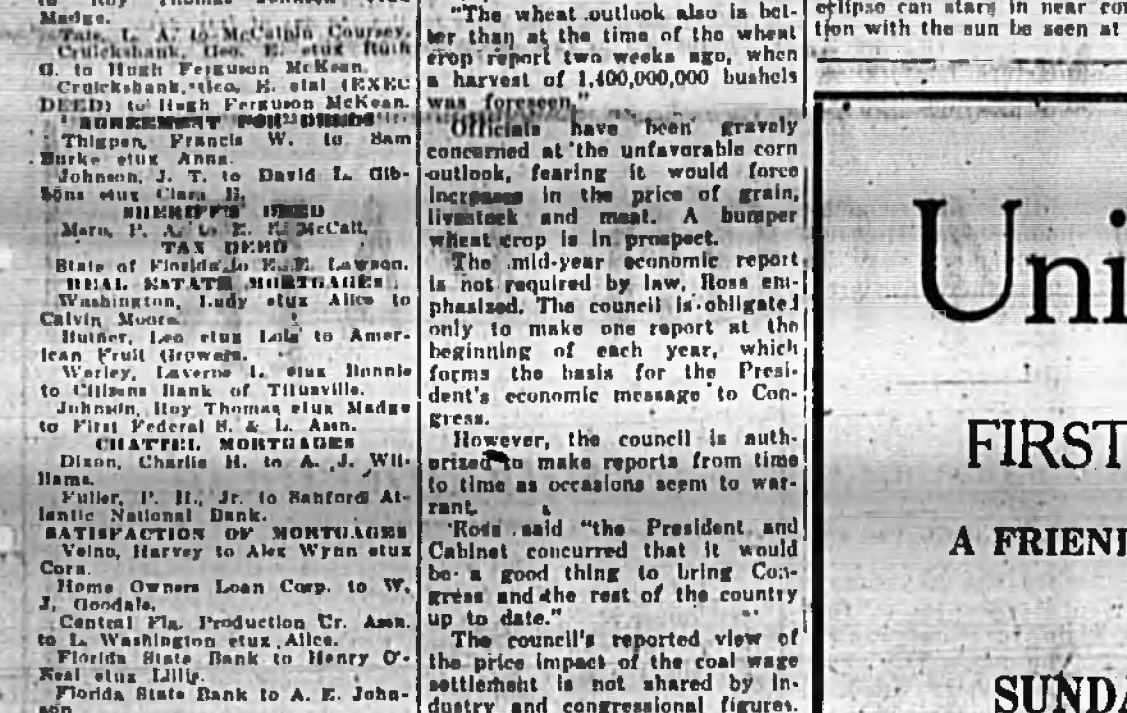 Madge.
Tate, L. A. to McCalpin Coursey.
Cruickshank, Geo. E. etux Ruth
G. to Hugh Ferguson McKean.
Cruickshank, Geo. E. etal (EXEC
DEED) to Hugh Ferguson McKean.
AGREEMENT FOR DEEDS
Thigpen, Francis W. to Sam
Burke etux Anna.
Johnson, J. T. to David L. Gib-
bons etux Clara H.
SHERIFF'S DEED
P. A. to E. McCall.
TAX DEED
State of Florida to Lawson.
REAL ESTATE MORTGAGES
Washington, Ludy etux Alice to
Calvin Moore.
Butner, Leo etux Lola to Amer-
ican Fruit Growers.
Worley, Laverne L. etux Bonnie
to Citizens Bank of Titusville.
Johnson, Roy Thomas etux Madge
to First Federal S. & L. Assn.
CHATTEL MORTGAGES
Dixon, Charlie H. to A. J. Wil-
liams.
Fuller, P. H., Jr. to Sanford At-
lantic National Bank.
SATISFACTION OF MORTGAGES
Harvey to Alex Wynn etux
Cora.
Home Owners Loan Corp. to W.
J. Goodale.
Central Fla. Production Cr. Assn.
to L. Washington etux Alice.
Florida State Bank to Henry O'-
Neal etux
Florida State Bank to A. E. John-
son
"The wheat outlook also is bet-
ter than at the time of the wheat
crop report two weeks ago, when
a harvest of 1,400,000,000 bushels
was foreseen."
Officials have been gravely
concerned at the unfavorable corn
outlook, fearing it would force
increases in the price of grain,
livestock and meat. A bumper
wheat crop is in prospect.
The mid-year economic report
is not required by law, Ross em-
phasized. The council is obligated
only to make one report at the
beginning of each year, which
forms the basis for the Presi-
dent's economic message to Con-
gress.
However, the council is auth-
orized to make reports from time
to time as occasions seem to war-
rant.
Ross said "the President and
Cabinet concurred that it would
be a good thing to bring Con-
gress and the rest of the country
up to date."
The council's reported view of
the price impact of the coal wage
settlement is not shared by in-
dustry and congressional figures.
eclipse can stars in near con
tion with the sun be seen at
Uni
FIRST
A FRIEN
SUNDA